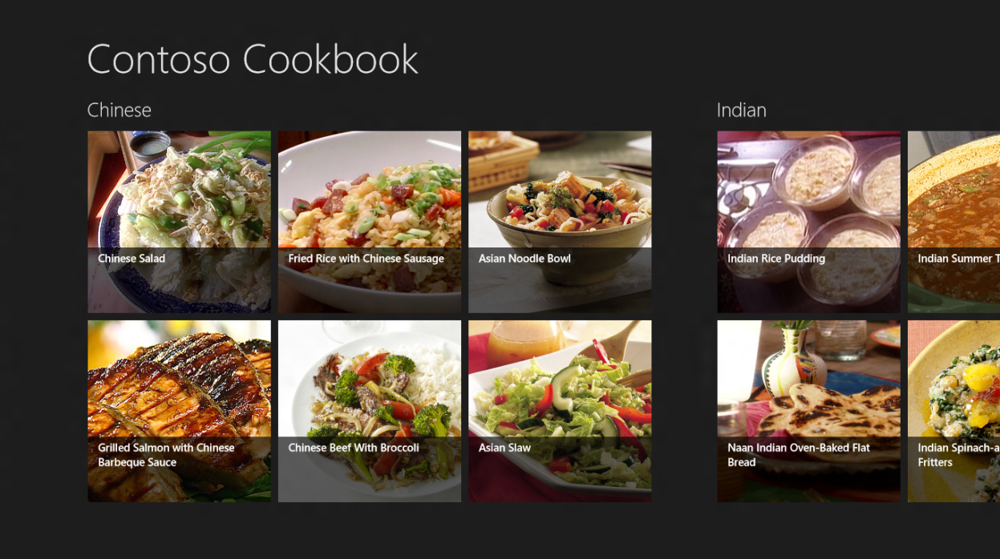 Contoso Cookbook
Chinese
Indian
Chinese Salad
Fried Rice with Chinese Sausage
Asian Noodle Bowl
Indian Rice Pudding
Indian Summer
Grilled Salmon with Chinese
Barbeque Sauce
Chinese Beef With Broccoli
Asian Slaw
Naan Indian Oven-Baked Flat
Bread
Indian Spinach-a
Fritters